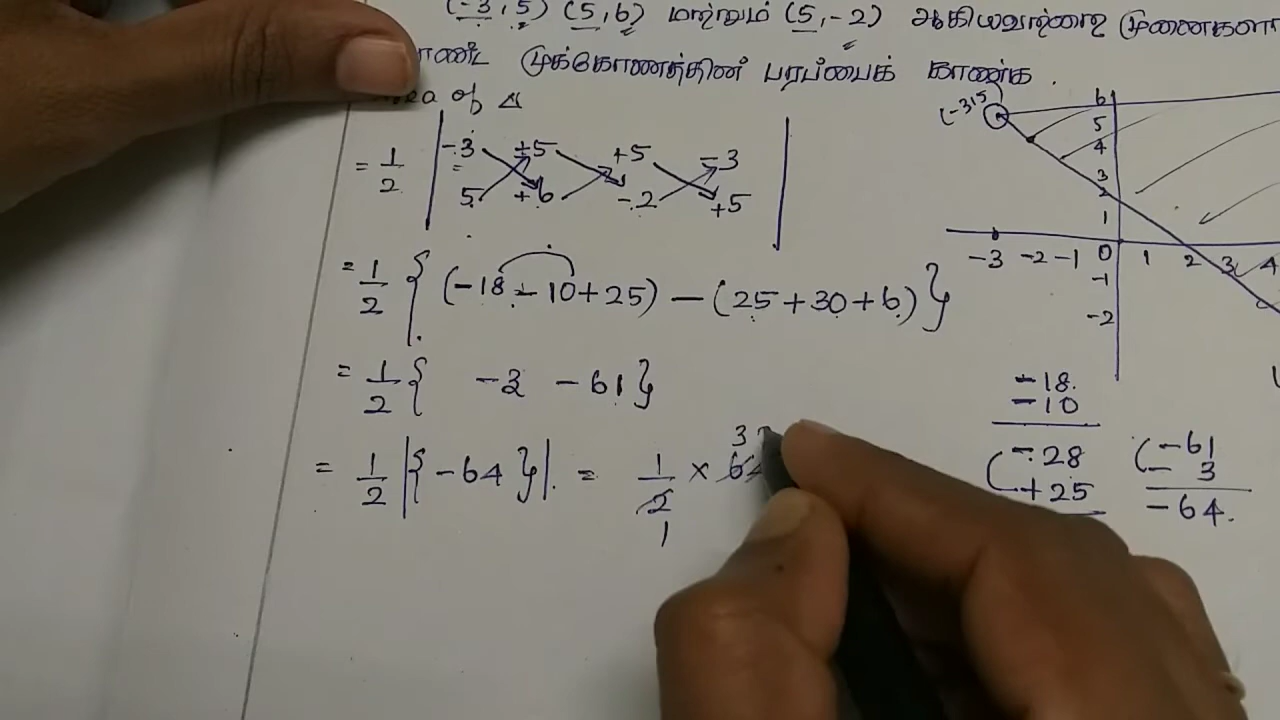 (-3, 5) (5, 6) மற்றும் (5, -2) ஆகியவற்றை முனைகளா
முக்கோணத்தின் பரப்பைக் காண்க .
of Δ
= 1/2 | -3 +5 +5 -3 |
5 +6 -2 +5
= 1/2 { (-18 - 10 + 25) - (25 + 30 + 6) }
= 1/2 { -3 - 61 }
= 1/2 |{ -64 }| . = 1/2 × 64
1
3
(-3,5
6
5
4
3
2
1
-3 -2 -1 0 1 2 3 4
-1
-2
-18.
-10
-28
+25
(-61
- 3
-64.